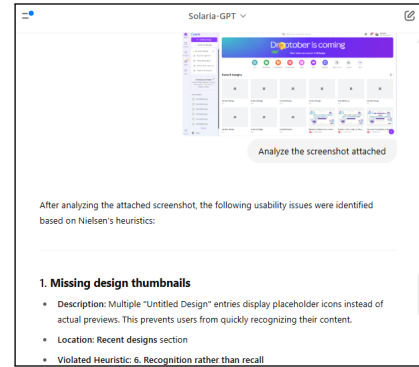 Solaria-GPT
Droptober is coming
Recent designs
Analyze the screenshot attached
After analyzing the attached screenshot, the following usability issues were identified
based on Nielsen's heuristics:
1. Missing design thumbnails
• Description: Multiple "Untitled Design" entries display placeholder icons instead of
actual previews. This prevents users from quickly recognizing their content.
• Location: Recent designs section
• Violated Heuristic: 6. Recognition rather than recall